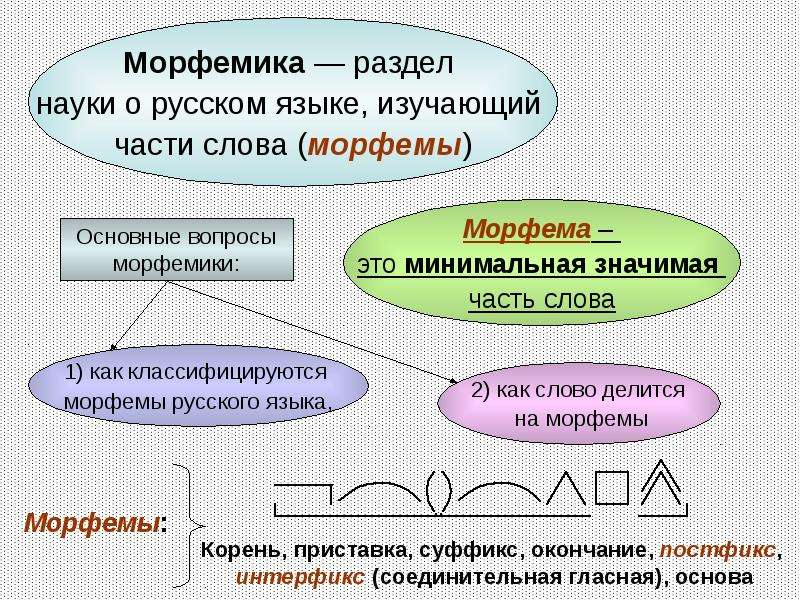 Морфемика — раздел
науки о русском языке, изучающий
части слова (морфемы)
Основные вопросы
морфемики:
Морфема –
это минимальная значимая
часть слова
1) как классифицируются
морфемы русского языка,
2) как слово делится
на морфемы
Морфемы:
Корень, приставка, суффикс, окончание, постфикс,
интерфикс (соединительная гласная), основа